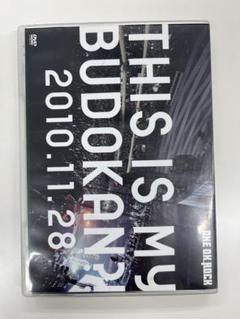 THIS IS MY
BUDOKAN?!
2010.11.28
ONE OK ROCK
DVD